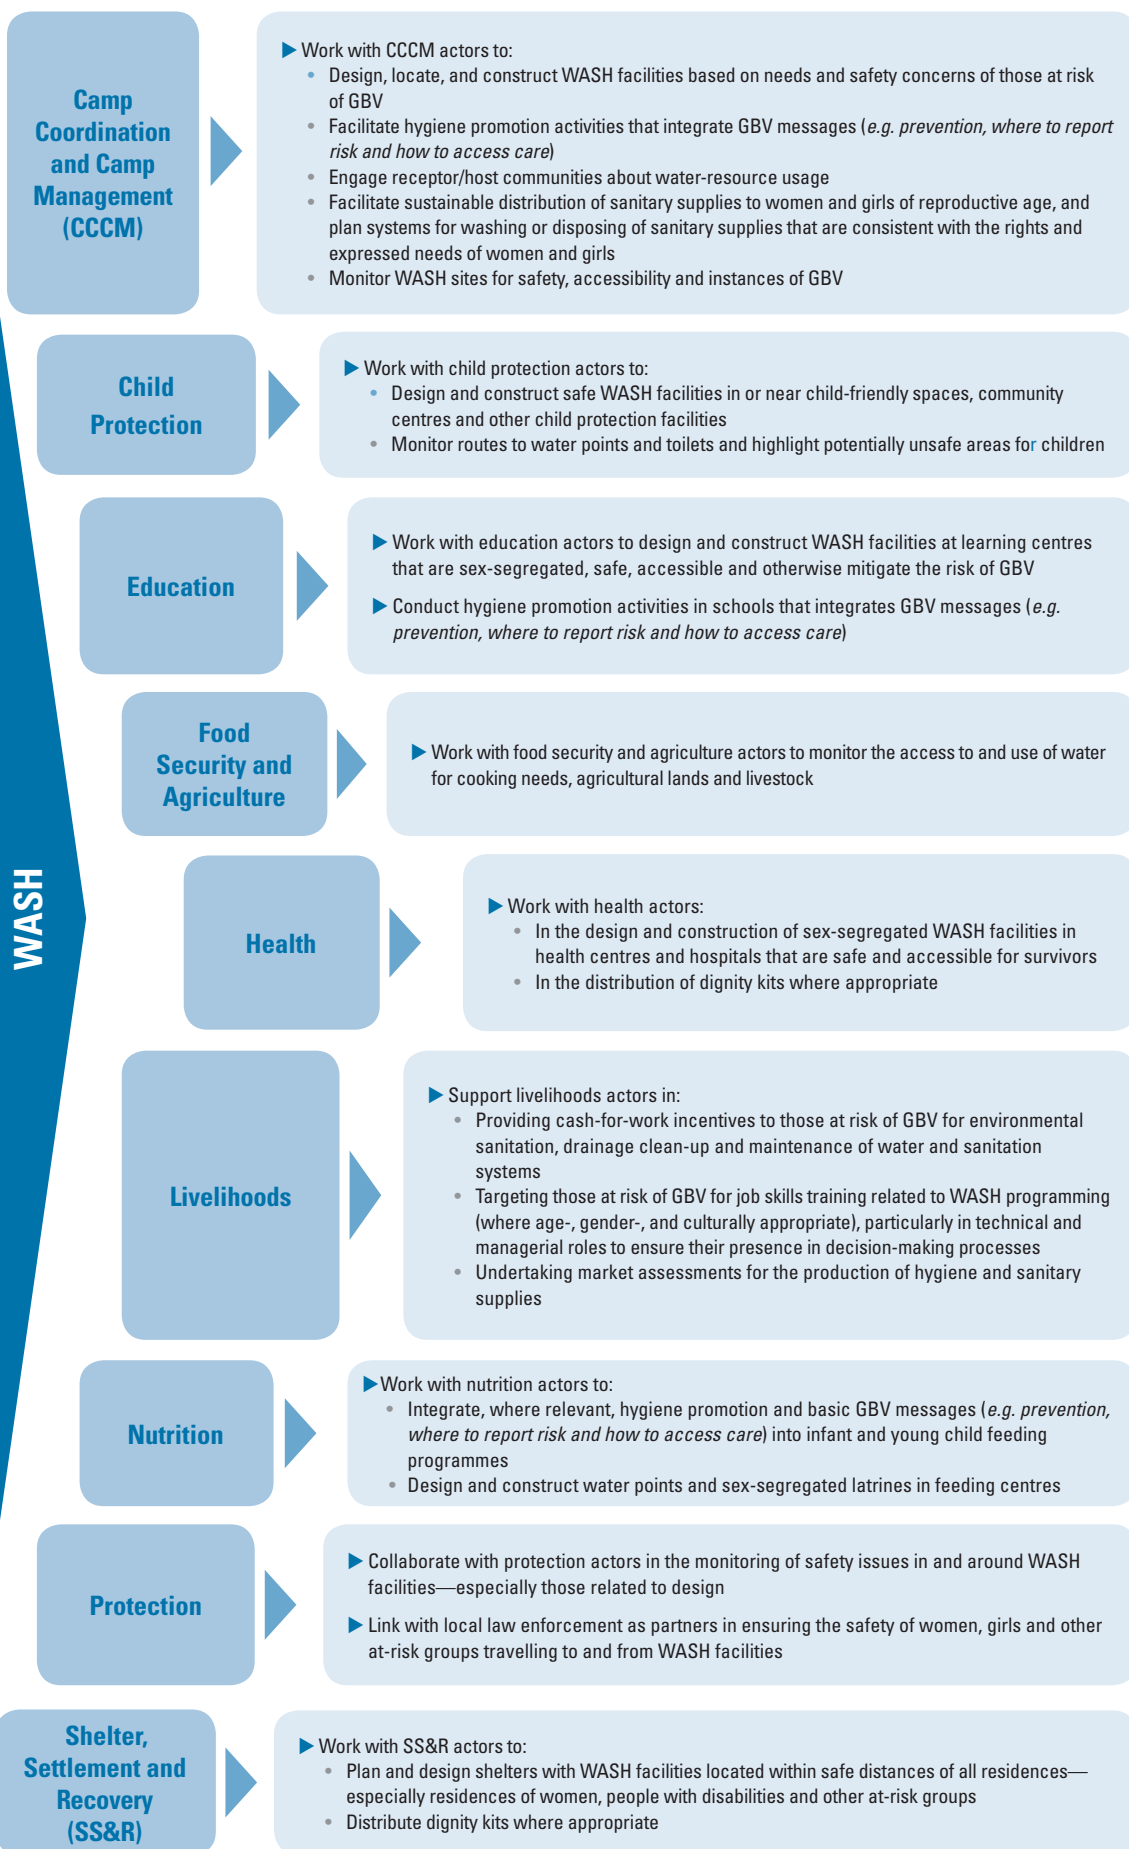 Camp
Coordination
and Camp
Management
(CCCM)
▶ Work with CCCM actors to:
• Design, locate, and construct WASH facilities based on needs and safety concerns of those at risk
of GBV
• Facilitate hygiene promotion activities that integrate GBV messages (e.g. prevention, where to report
risk and how to access care)
• Engage receptor/host communities about water-resource usage
• Facilitate sustainable distribution of sanitary supplies to women and girls of reproductive age, and
plan systems for washing or disposing of sanitary supplies that are consistent with the rights and
expressed needs of women and girls
• Monitor WASH sites for safety, accessibility and instances of GBV
Child
Protection
▶ Work with child protection actors to:
• Design and construct safe WASH facilities in or near child-friendly spaces, community
centres and other child protection facilities
• Monitor routes to water points and toilets and highlight potentially unsafe areas for children
Education
▶ Work with education actors to design and construct WASH facilities at learning centres
that are sex-segregated, safe, accessible and otherwise mitigate the risk of GBV
▶ Conduct hygiene promotion activities in schools that integrates GBV messages (e.g.
prevention, where to report risk and how to access care)
Food
Security and
Agriculture
▶ Work with food security and agriculture actors to monitor the access to and use of water
for cooking needs, agricultural lands and livestock
WASH
Health
▶ Work with health actors:
• In the design and construction of sex-segregated WASH facilities in
health centres and hospitals that are safe and accessible for survivors
• In the distribution of dignity kits where appropriate
Livelihoods
▶ Support livelihoods actors in:
• Providing cash-for-work incentives to those at risk of GBV for environmental
sanitation, drainage clean-up and maintenance of water and sanitation
systems
• Targeting those at risk of GBV for job skills training related to WASH programming
(where age-, gender-, and culturally appropriate), particularly in technical and
managerial roles to ensure their presence in decision-making processes
• Undertaking market assessments for the production of hygiene and sanitary
supplies
Nutrition
▶ Work with nutrition actors to:
• Integrate, where relevant, hygiene promotion and basic GBV messages (e.g. prevention,
where to report risk and how to access care) into infant and young child feeding
programmes
• Design and construct water points and sex-segregated latrines in feeding centres
Protection
▶ Collaborate with protection actors in the monitoring of safety issues in and around WASH
facilities—especially those related to design
▶ Link with local law enforcement as partners in ensuring the safety of women, girls and other
at-risk groups travelling to and from WASH facilities
Shelter,
Settlement and
Recovery
(SS&R)
▶ Work with SS&R actors to:
• Plan and design shelters with WASH facilities located within safe distances of all residences—
especially residences of women, people with disabilities and other at-risk groups
• Distribute dignity kits where appropriate